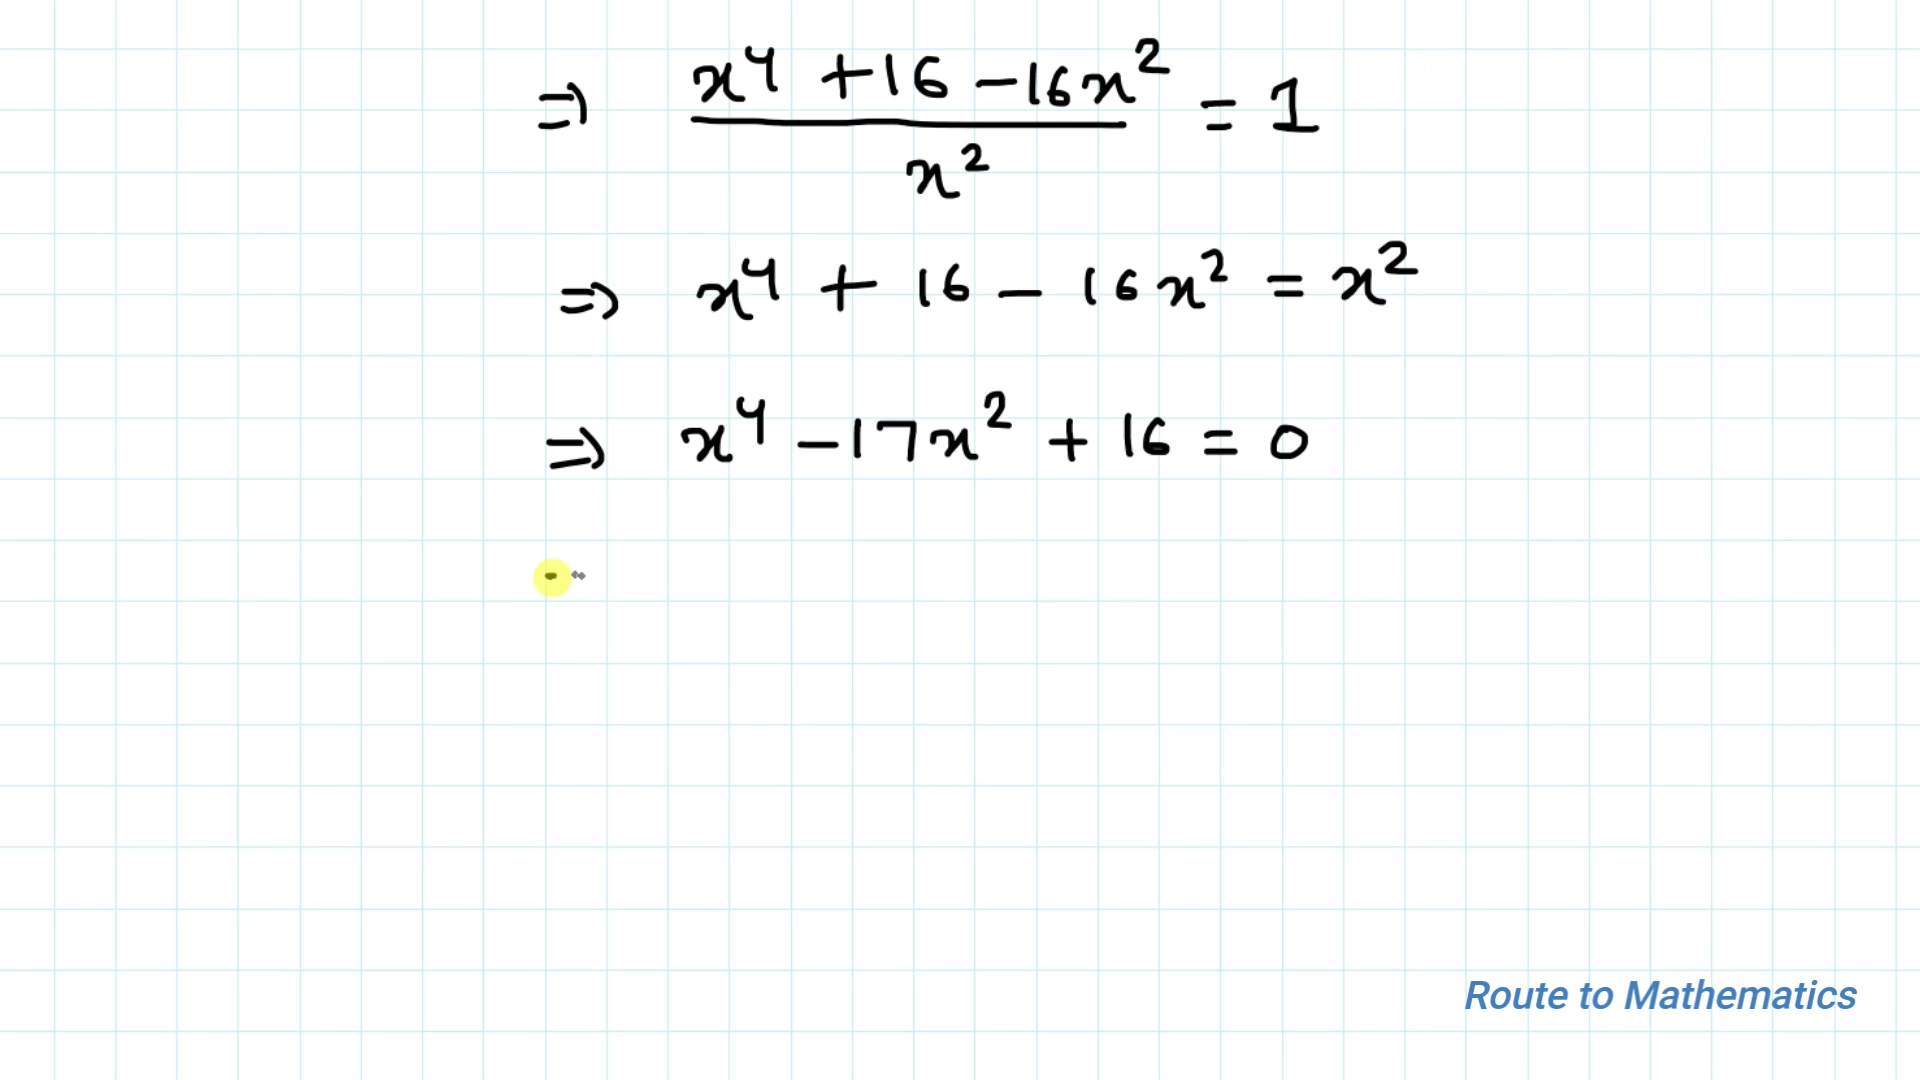 ⇒ (x⁴ + 16 − 16x²)/x² = 1
⇒ x⁴ + 16 − 16x² = x²
⇒ x⁴ − 17x² + 16 = 0
Route to Mathematics